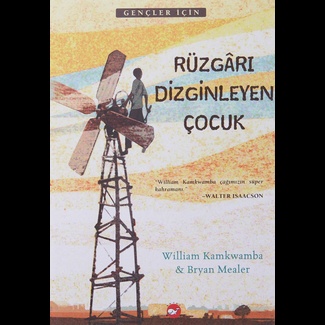 GENÇLER İÇİN
RÜZGÂRI
DİZGİNLEYEN
ÇOCUK
"William Kamkwamba çağımızın süper
kahramanı."
–WALTER ISAACSON
William Kamkwamba
& Bryan Mealer